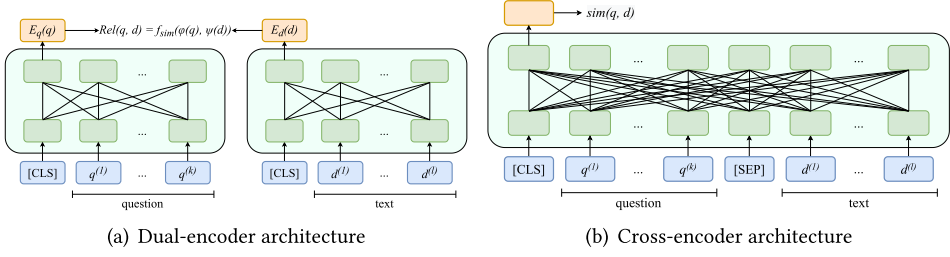 E_q(q) Rel(q, d) = f_sim(φ(q), ψ(d)) E_d(d)
...
...
[CLS] q^(1) ... q^(k)
question
...
...
[CLS] d^(1) ... d^(l)
text
(a) Dual-encoder architecture
sim(q, d)
... ...
... ...
[CLS] q^(1) ... q^(k) [SEP] d^(1) ... d^(l)
question text
(b) Cross-encoder architecture